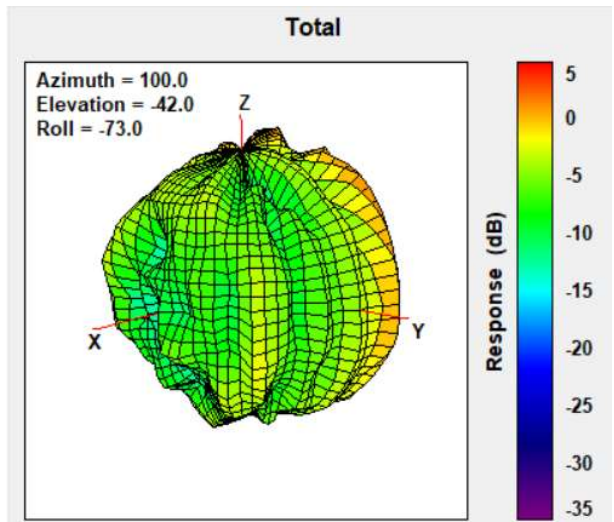 Total
Azimuth = 100.0
Elevation = -42.0
Roll = -73.0
Z
X
Y
Response (dB)
5
0
-5
-10
-15
-20
-25
-30
-35